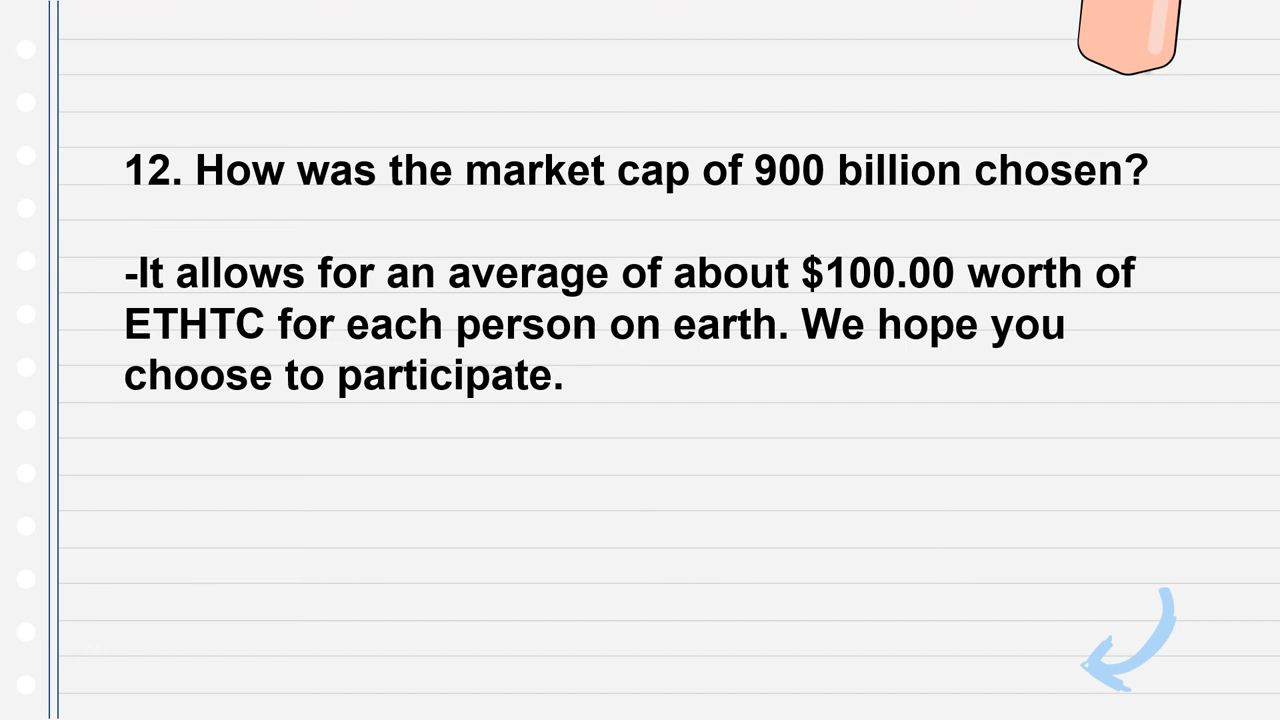 12. How was the market cap of 900 billion chosen?
-It allows for an average of about $100.00 worth of
ETHTC for each person on earth. We hope you
choose to participate.